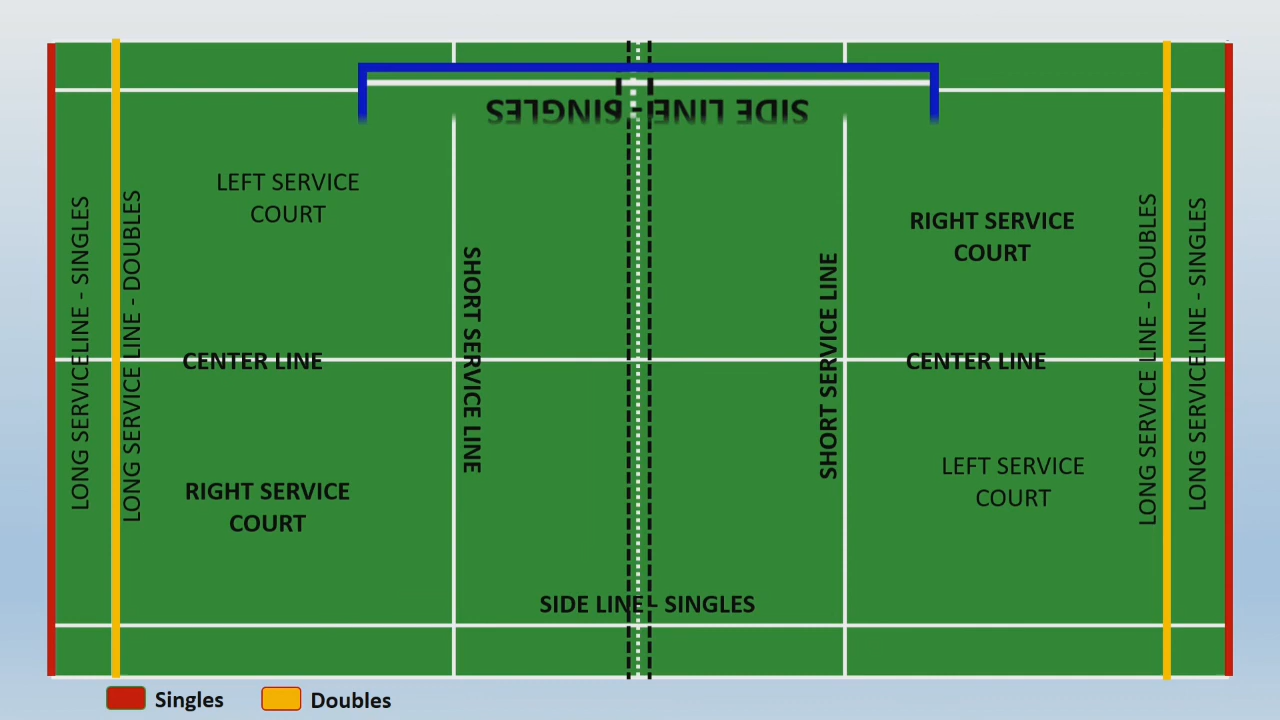 SIDE LINE - SINGLES
LEFT SERVICE
COURT
RIGHT SERVICE
COURT
LONG SERVICELINE - SINGLES
LONG SERVICE LINE - DOUBLES
SHORT SERVICE LINE
SHORT SERVICE LINE
LONG SERVICE LINE - DOUBLES
LONG SERVICELINE - SINGLES
CENTER LINE
CENTER LINE
LEFT SERVICE
COURT
RIGHT SERVICE
COURT
SIDE LINE - SINGLES
Singles
Doubles